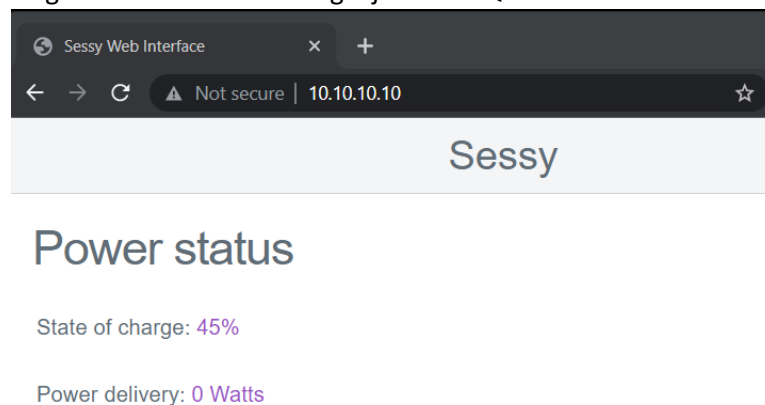 Sessy Web Interface
Not secure | 10.10.10.10
Sessy
Power status
State of charge: 45%
Power delivery: 0 Watts